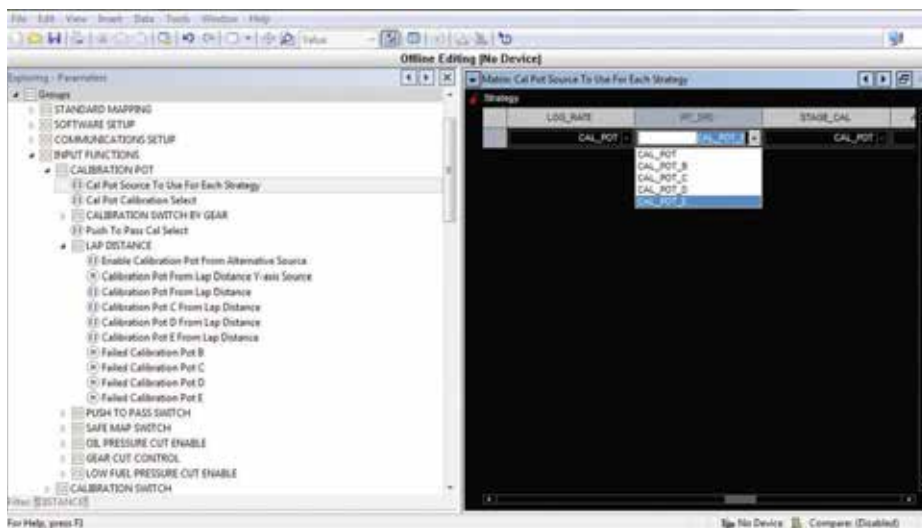 File Edit View Insert Data Tools Window Help
Value
Offline Editing [No Device]
Exploring - Parameters
Groups
STANDARD MAPPING
SOFTWARE SETUP
COMMUNICATIONS SETUP
INPUT FUNCTIONS
CALIBRATION POT
Cal Pot Source To Use For Each Strategy
Cal Pot Calibration Select
CALIBRATION SWITCH BY GEAR
Push To Pass Cal Select
LAP DISTANCE
Enable Calibration Pot From Alternative Source
Calibration Pot From Lap Distance Y-axis Source
Calibration Pot From Lap Distance
Calibration Pot C From Lap Distance
Calibration Pot D From Lap Distance
Calibration Pot E From Lap Distance
Failed Calibration Pot B
Failed Calibration Pot C
Failed Calibration Pot D
Failed Calibration Pot E
PUSH TO PASS SWITCH
SAFE MAP SWITCH
OIL PRESSURE CUT ENABLE
GEAR CUT CONTROL
LOW FUEL PRESSURE CUT ENABLE
CALIBRATION SWITCH
Filter: [DISTANCE]
Matrix: Cal Pot Source To Use For Each Strategy
Strategy
LOG_RATE STAGE_CAL
CAL_POT CAL_POT_E CAL_POT
CAL_POT
CAL_POT_B
CAL_POT_C
CAL_POT_D
CAL_POT_E
For Help, press F1
No Device Compare: (Disabled)